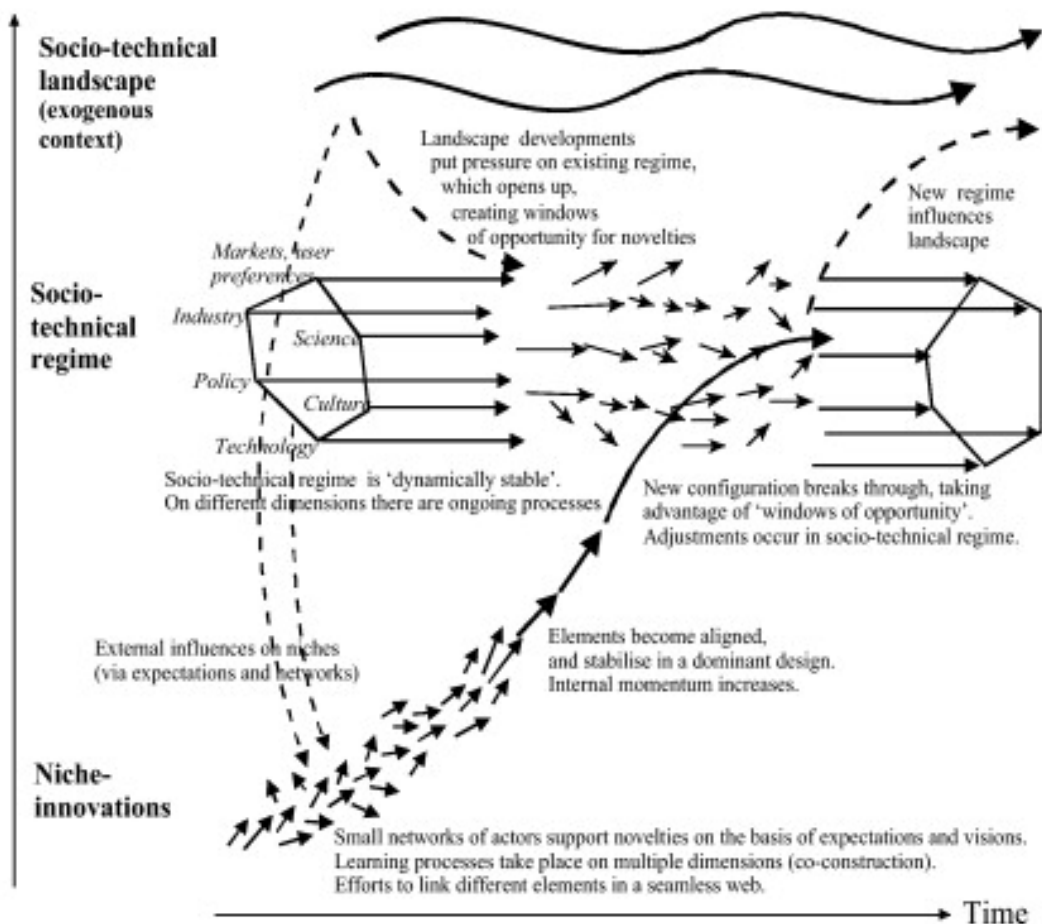 Socio-technical
landscape
(exogenous
context)
Landscape developments
put pressure on existing regime,
which opens up,
creating windows
of opportunity for novelties
New regime
influences
landscape
Markets, user
preferences
Socio-
technical
regime
Industry
Science
Policy
Culture
Technology
Socio-technical regime is ‘dynamically stable’.
On different dimensions there are ongoing processes
New configuration breaks through, taking
advantage of ‘windows of opportunity’.
Adjustments occur in socio-technical regime.
External influences on niches
(via expectations and networks)
Elements become aligned,
and stabilise in a dominant design.
Internal momentum increases.
Niche-
innovations
Small networks of actors support novelties on the basis of expectations and visions.
Learning processes take place on multiple dimensions (co-construction).
Efforts to link different elements in a seamless web.
Time